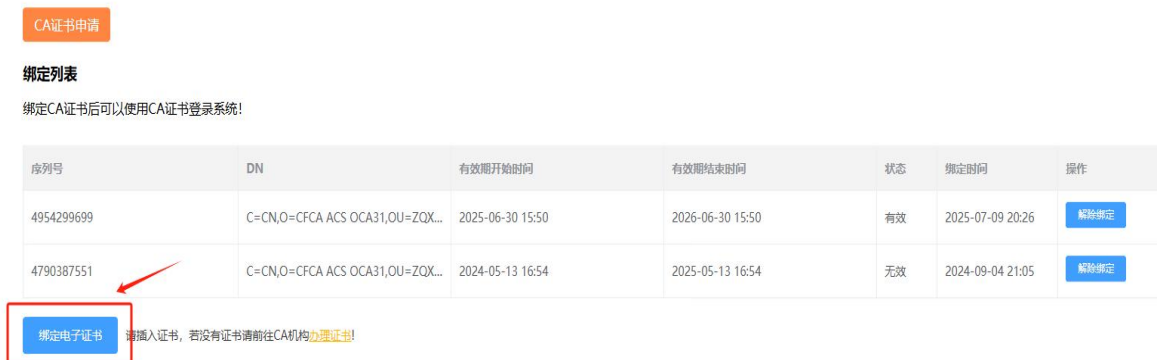 CA证书申请
绑定列表
绑定CA证书后可以使用CA证书登录系统！
序列号 DN 有效期开始时间 有效期结束时间 状态 绑定时间 操作
4954299699 C=CN,O=CFCA ACS OCA31,OU=ZQX... 2025-06-30 15:50 2026-06-30 15:50 有效 2025-07-09 20:26 解除绑定
4790387551 C=CN,O=CFCA ACS OCA31,OU=ZQX... 2024-05-13 16:54 2025-05-13 16:54 无效 2024-09-04 21:05 解除绑定
绑定电子证书 请插入证书，若没有证书请前往CA机构办理证书！